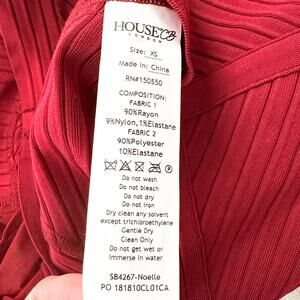 HOUSE OF CB
LONDON
Size: XS
Made in: China
RN#150550
COMPOSITION:
FABRIC 1
90%Rayon
9%Nylon, 1%Elastane
FABRIC 2
90%Polyester
10%Elastane
Do not wash
Do not bleach
Do not dry
Do not iron
Dry clean any solvent
except trichloroethylene
Gentle Dry
Clean Only
Do not get wet or
Immerse in water
SB4267-Noelle
PO 181810CL01CA